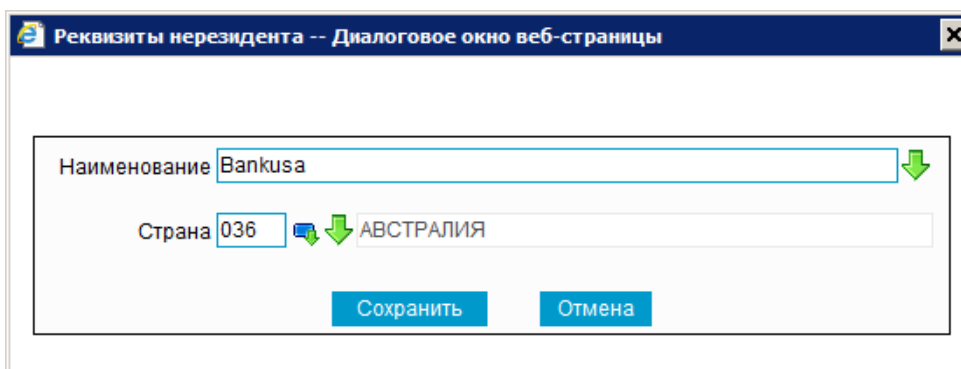 Реквизиты нерезидента -- Диалоговое окно веб-страницы
Наименование Bankusa
Страна 036 АВСТРАЛИЯ
Сохранить Отмена